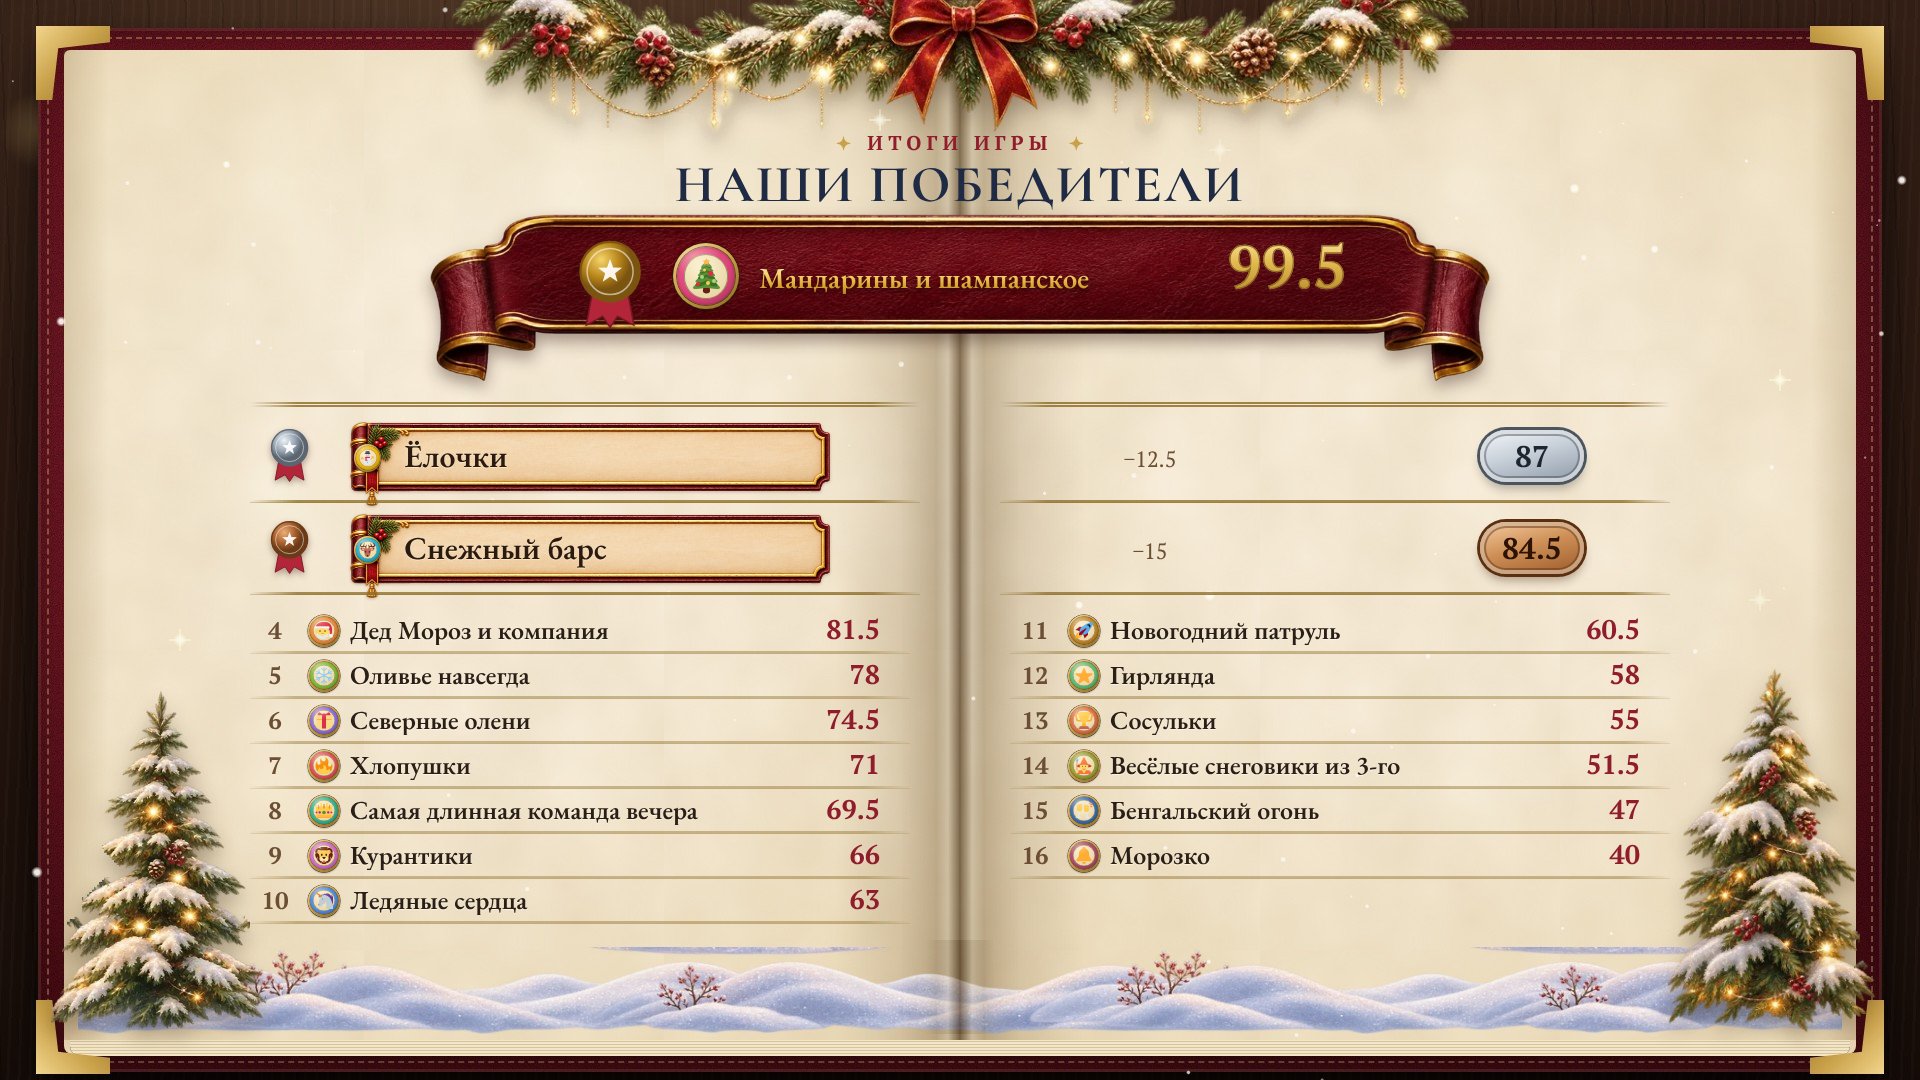 ИТОГИ ИГРЫ
НАШИ ПОБЕДИТЕЛИ
Мандарины и шампанское 99.5
Ёлочки −12.5 87
Снежный барс −15 84.5
4 Дед Мороз и компания 81.5
5 Оливье навсегда 78
6 Северные олени 74.5
7 Хлопушки 71
8 Самая длинная команда вечера 69.5
9 Курантики 66
10 Ледяные сердца 63
11 Новогодний патруль 60.5
12 Гирлянда 58
13 Сосульки 55
14 Весёлые снеговики из 3-го 51.5
15 Бенгальский огонь 47
16 Морозко 40